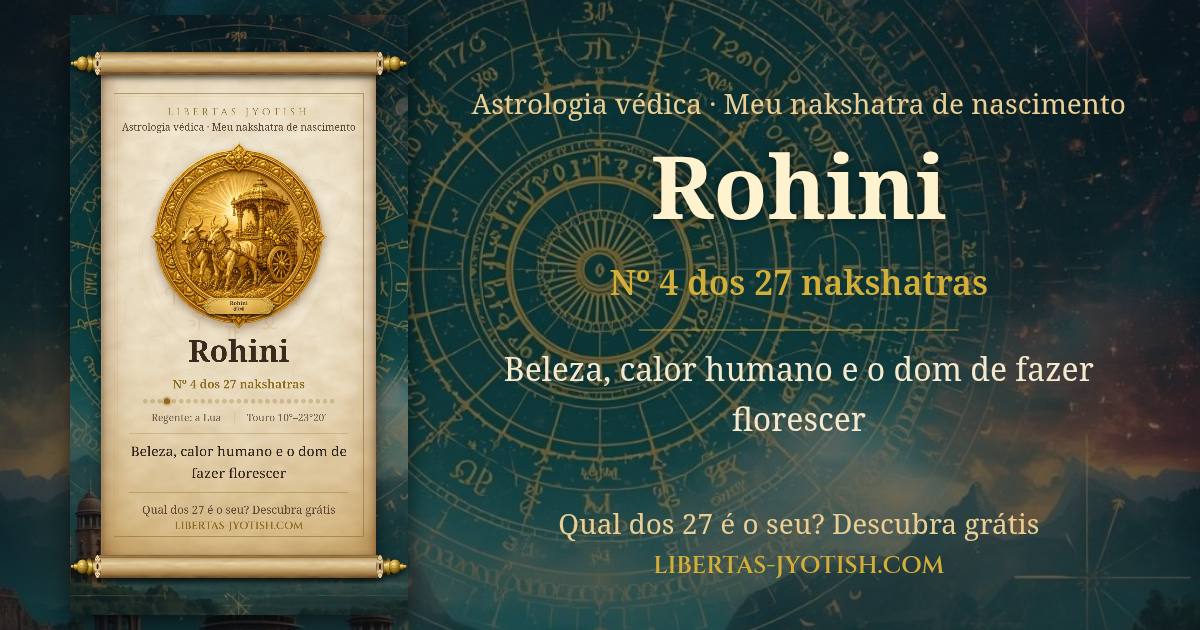 LIBERTAS JYOTISH
Astrologia védica · Meu nakshatra de nascimento
Rohini
Rohini
Nº 4 dos 27 nakshatras
Regente: a Lua
Touro 10°–23°20′
Beleza, calor humano e o dom de
fazer florescer
Qual dos 27 é o seu? Descubra grátis
LIBERTAS-JYOTISH.COM
Astrologia védica · Meu nakshatra de nascimento
Rohini
Nº 4 dos 27 nakshatras
Beleza, calor humano e o dom de fazer
florescer
Qual dos 27 é o seu? Descubra grátis
LIBERTAS-JYOTISH.COM